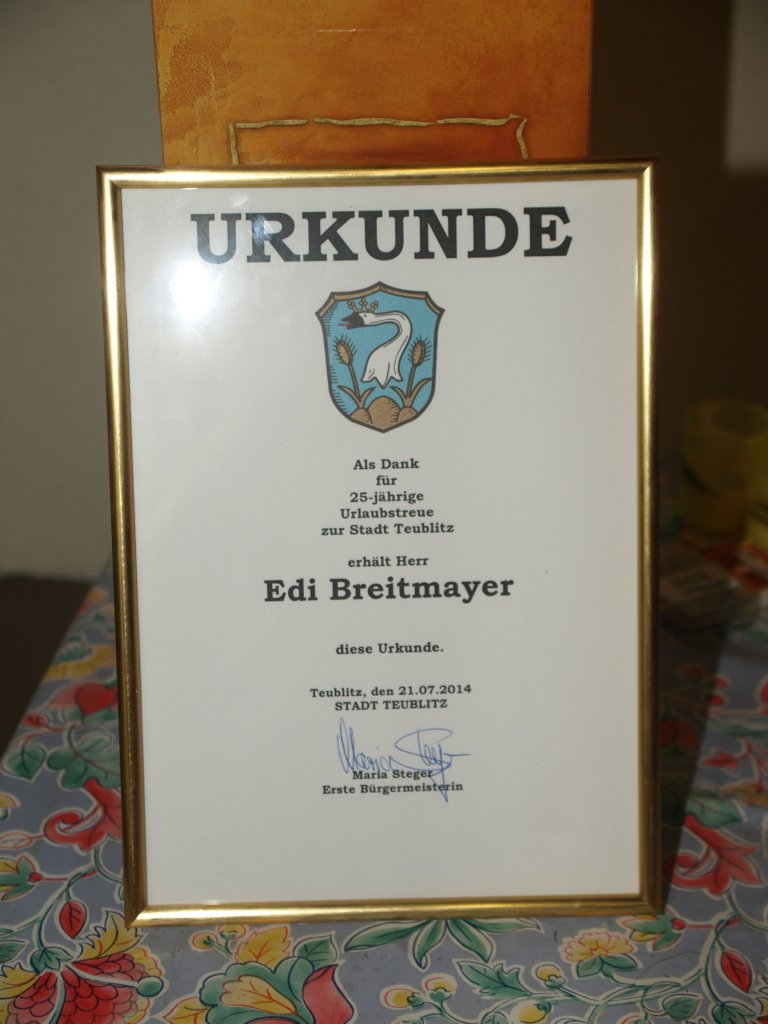 URKUNDE
Als Dank
für
25-jährige
Urlaubstreue
zur Stadt Teublitz
erhält Herr
Edi Breitmayer
diese Urkunde.
Teublitz, den 21.07.2014
STADT TEUBLITZ
Maria Steger
Erste Bürgermeisterin